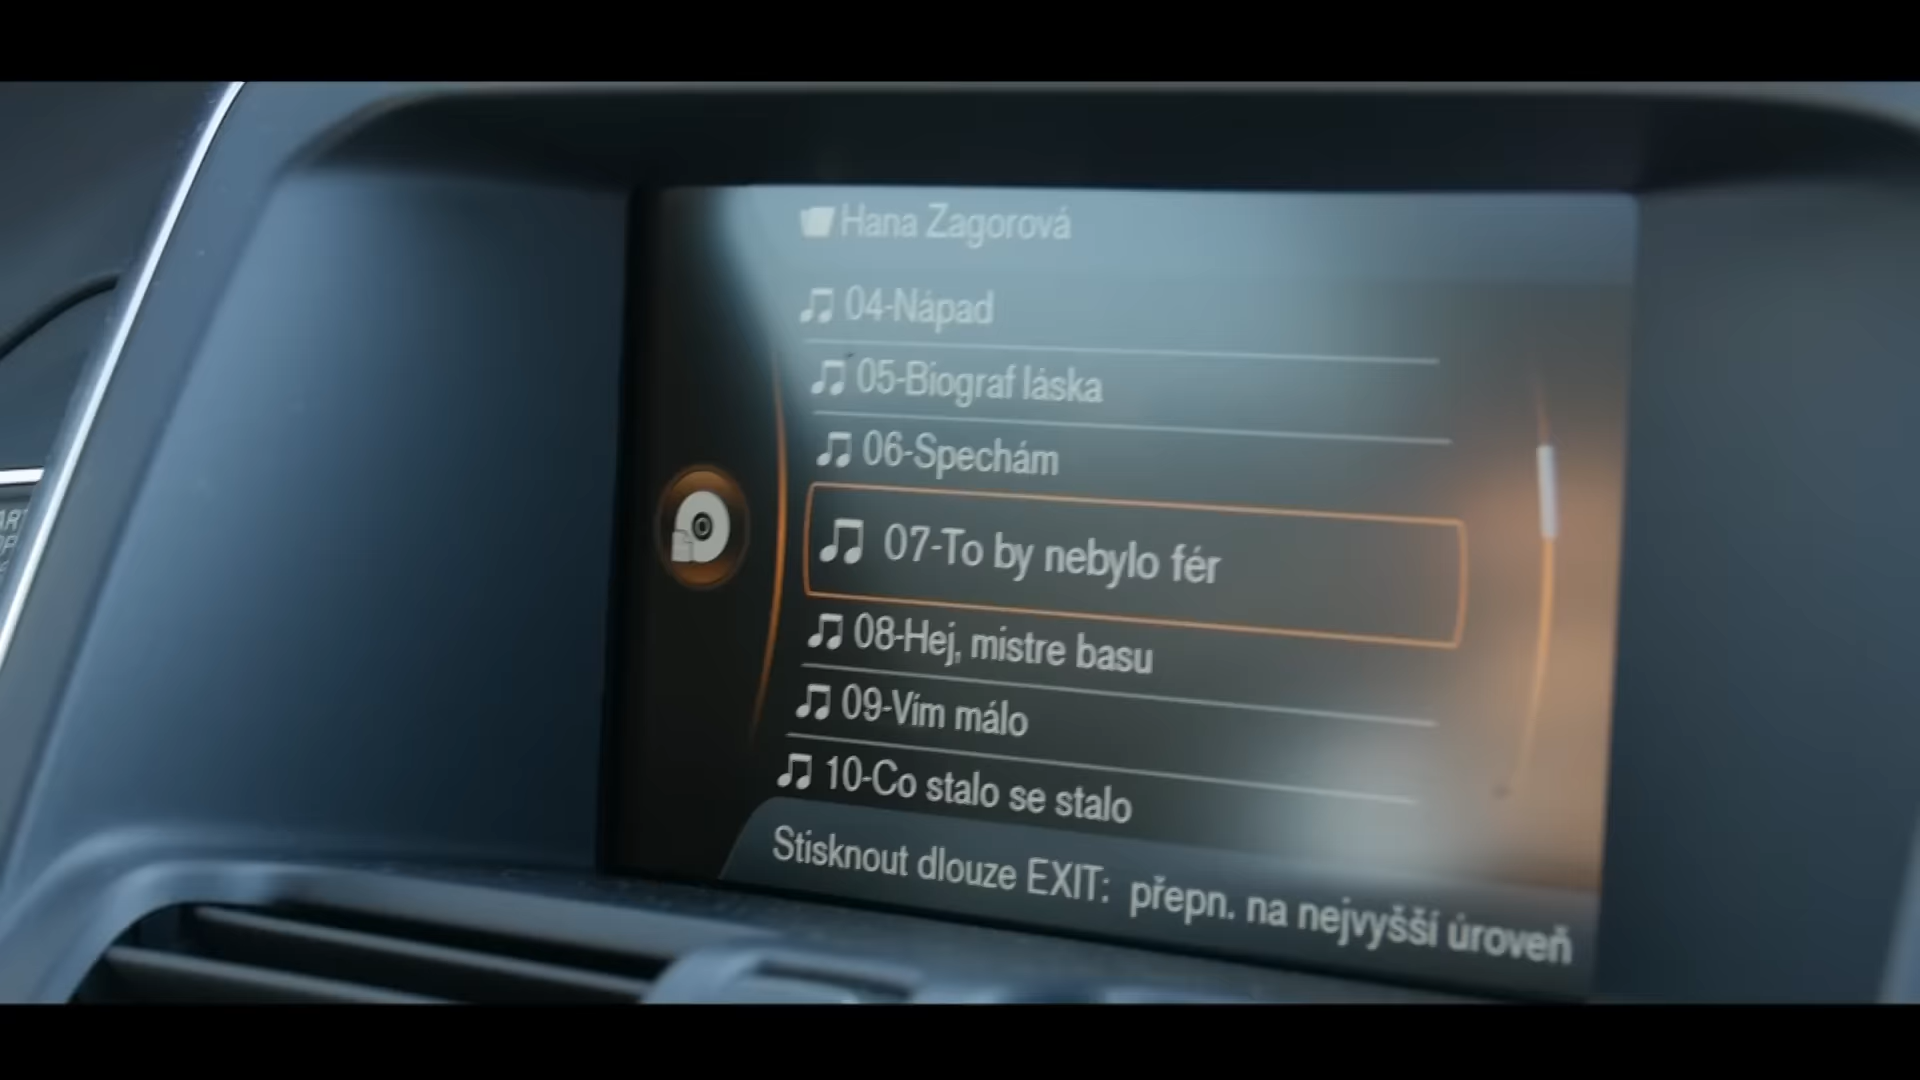 Hana Zagorová
04-Nápad
05-Biograf láska
06-Spechám
07-To by nebylo fér
08-Hej, mistre basu
09-Vím málo
10-Co stalo se stalo
Stisknout dlouze EXIT: přepn. na nejvyšší úroveň